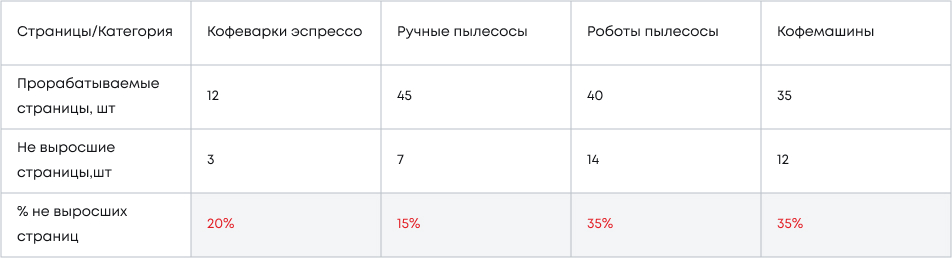 Страницы/Категория
Кофеварки эспрессо
Ручные пылесосы
Роботы пылесосы
Кофемашины
Прорабатываемые
страницы, шт
12
45
40
35
Не выросшие
страницы,шт
3
7
14
12
% не выросших
страниц
20%
15%
35%
35%